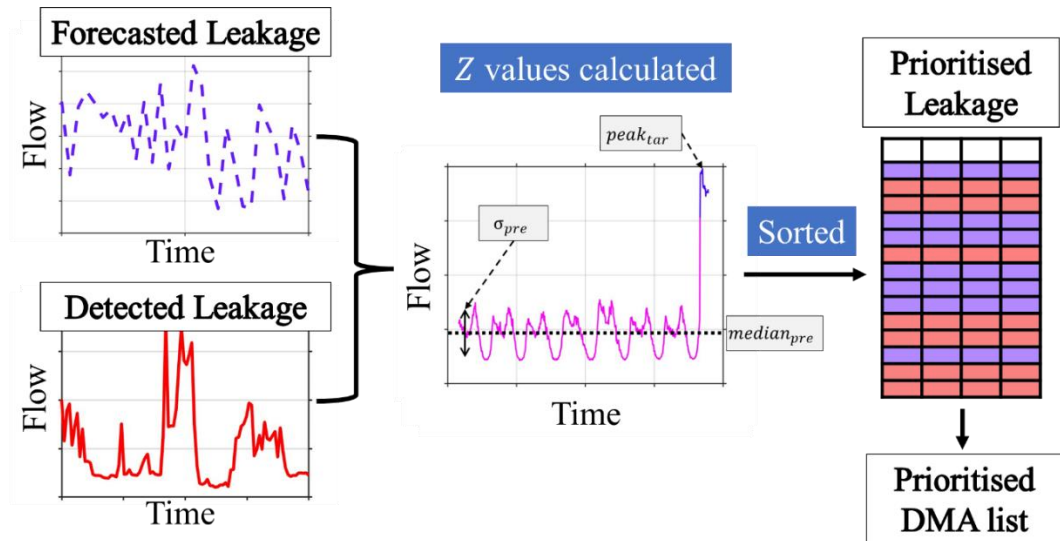 Forecasted Leakage
Flow
Time
Detected Leakage
Flow
Time
Z values calculated
peak_tar
σ_pre
Flow
median_pre
Time
Sorted
Prioritised
Leakage
Prioritised
DMA list